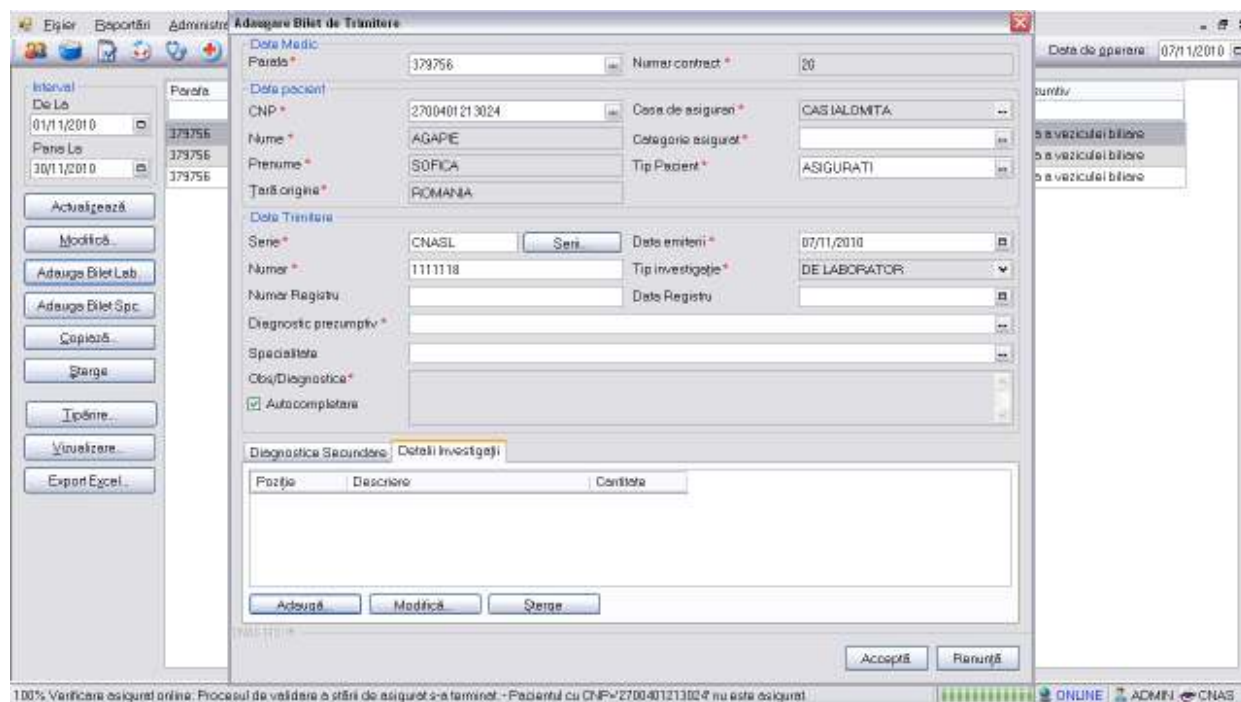 Fişier Raportări Administre
Adaugare Bilet de Trimitere
Data de operare 07/11/2010
Interval
De La
01/11/2010
Pana La
30/11/2010
Actualizează
Modifică...
Adauga Bilet Lab.
Adauga Bilet Spc.
Copiază...
Şterge
Tipărire...
Vizualizare...
Export Excel...
Parafa
379756
379756
379756
zumtiv
a a veziculei biliare
a a veziculei biliare
a a veziculei biliare
Date Medic
Parafa * 379756 Numar contract * 20
Date pacient
CNP * 2700401213024 Casa de asigurari * CAS IALOMITA
Nume * AGAPIE Categorie asigurat *
Prenume * SOFICA Tip Pacient * ASIGURATI
Ţară origine * ROMANIA
Date Trimitere
Serie * CNASL Serii... Data emiterii * 07/11/2010
Numar * 1111118 Tip investigaţie * DE LABORATOR
Numar Registru Data Registru
Diagnostic prezumptiv *
Specialitate
Obs/Diagnostice *
Autocompletare
Diagnostice Secundare Detalii Investigaţii
Poziţie Descriere Cantitate
Adaugă... Modifică... Şterge
Acceptă Renunţă
100% Verificare asigurat online: Procesul de validare a stării de asigurat s-a terminat. - Pacientul cu CNP='2700401213024' nu este asigurat ONLINE ADMIN CNAS